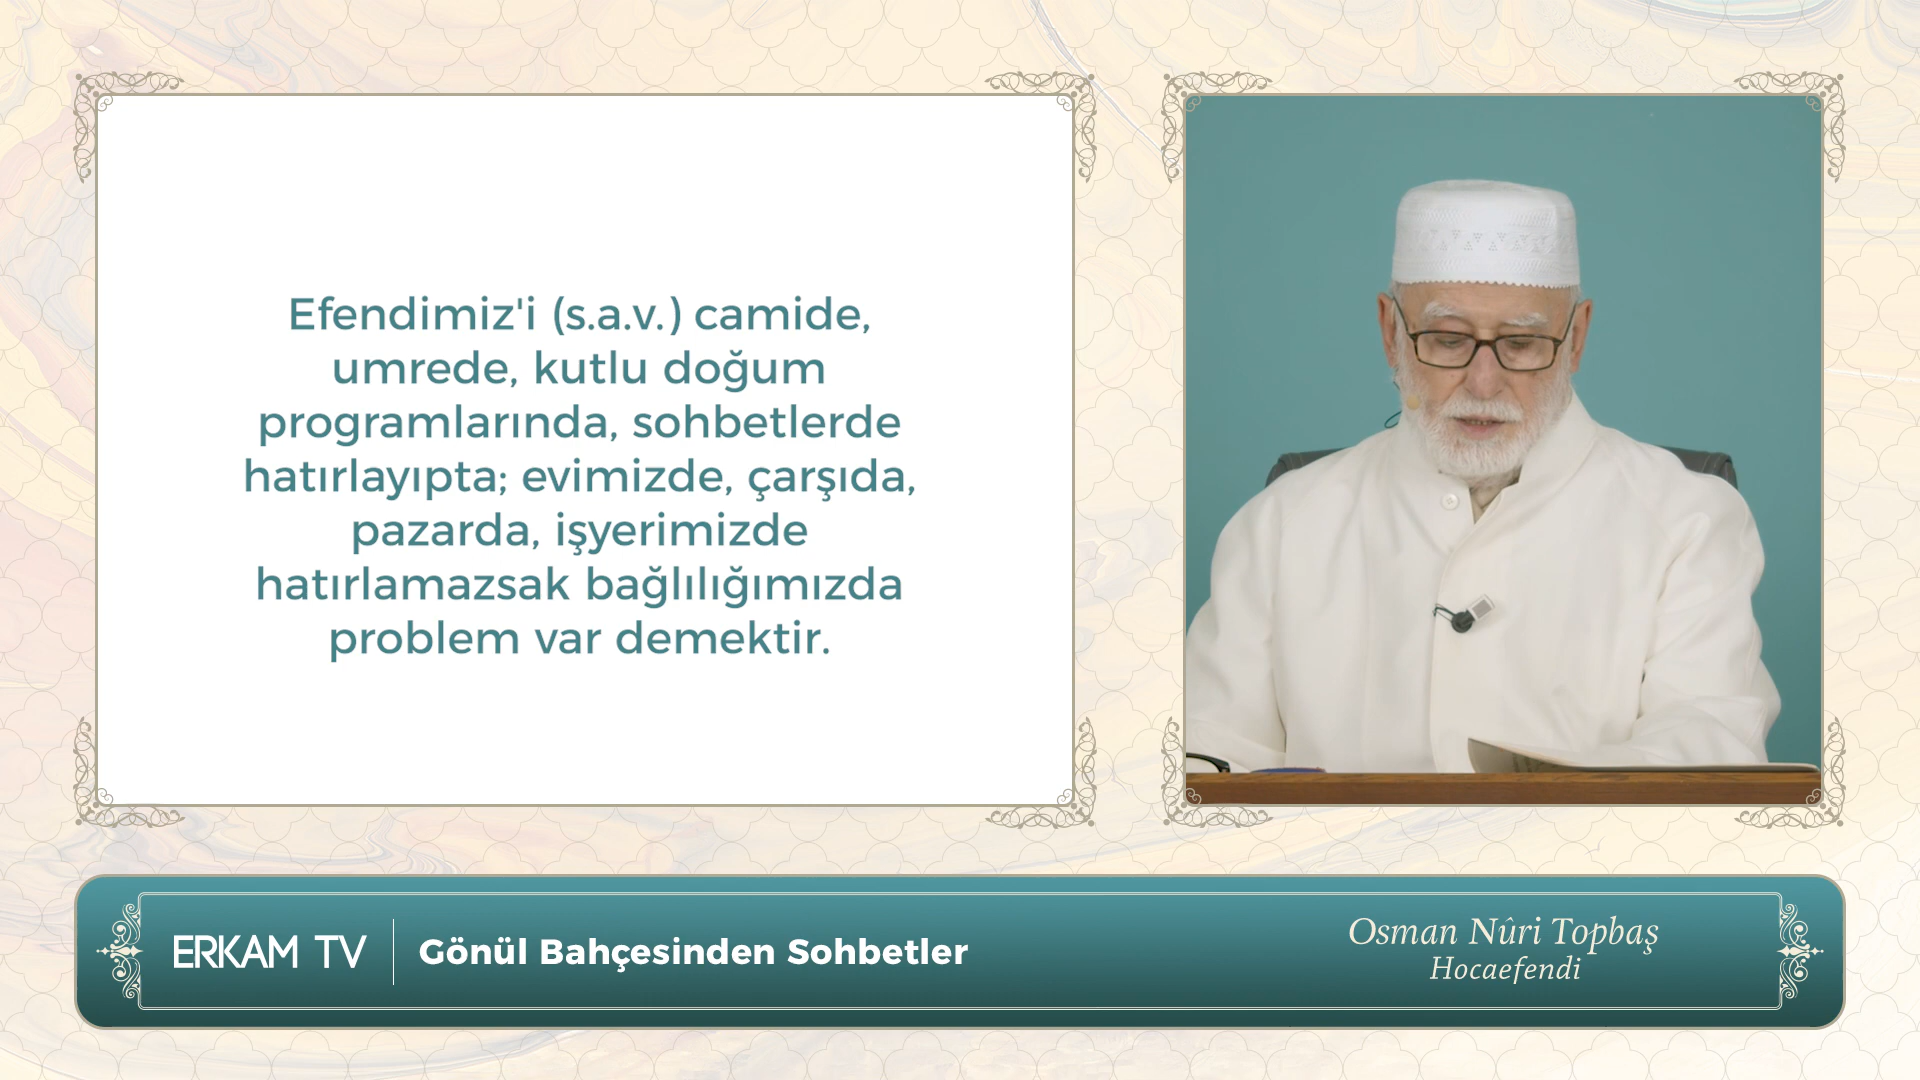 Efendimiz'i (s.a.v.) camide,
umrede, kutlu doğum
programlarında, sohbetlerde
hatırlayıpta; evimizde, çarşıda,
pazarda, işyerimizde
hatırlamazsak bağlılığımızda
problem var demektir.
ERKAM TV
Gönül Bahçesinden Sohbetler
Osman Nûri Topbaş
Hocaefendi